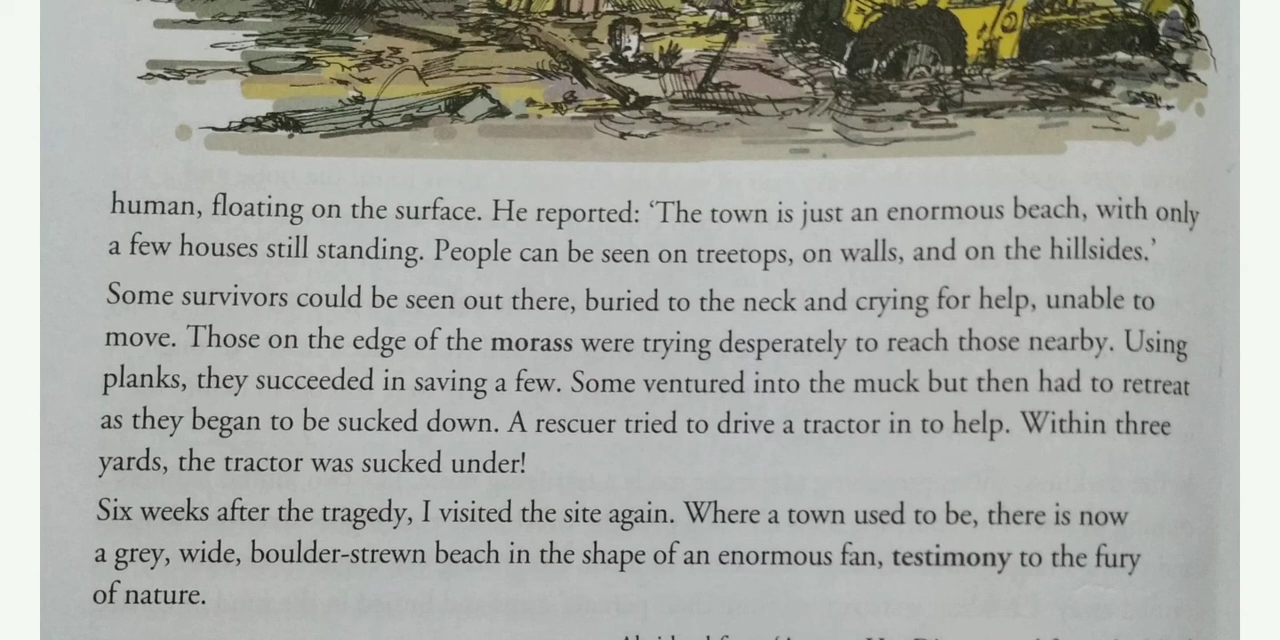 human, floating on the surface. He reported: ‘The town is just an enormous beach, with only
a few houses still standing. People can be seen on treetops, on walls, and on the hillsides.’
Some survivors could be seen out there, buried to the neck and crying for help, unable to
move. Those on the edge of the morass were trying desperately to reach those nearby. Using
planks, they succeeded in saving a few. Some ventured into the muck but then had to retreat
as they began to be sucked down. A rescuer tried to drive a tractor in to help. Within three
yards, the tractor was sucked under!
Six weeks after the tragedy, I visited the site again. Where a town used to be, there is now
a grey, wide, boulder-strewn beach in the shape of an enormous fan, testimony to the fury
of nature.